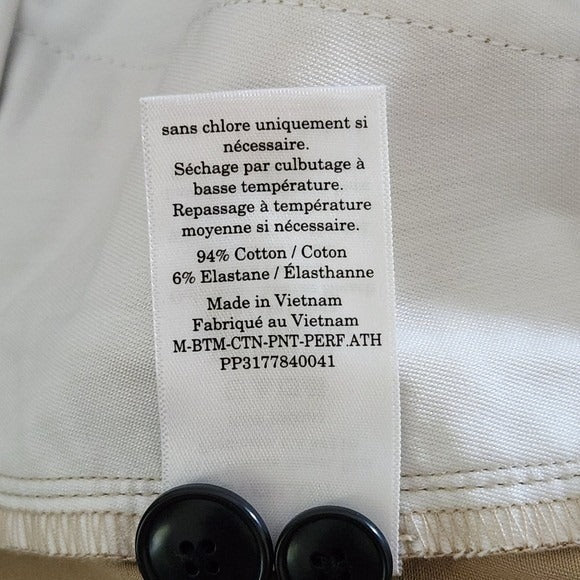 sans chlore uniquement si
nécessaire.
Séchage par culbutage à
basse température.
Repassage à température
moyenne si nécessaire.
94% Cotton / Coton
6% Elastane / Élasthanne
Made in Vietnam
Fabriqué au Vietnam
M-BTM-CTN-PNT-PERF.ATH
PP3177840041